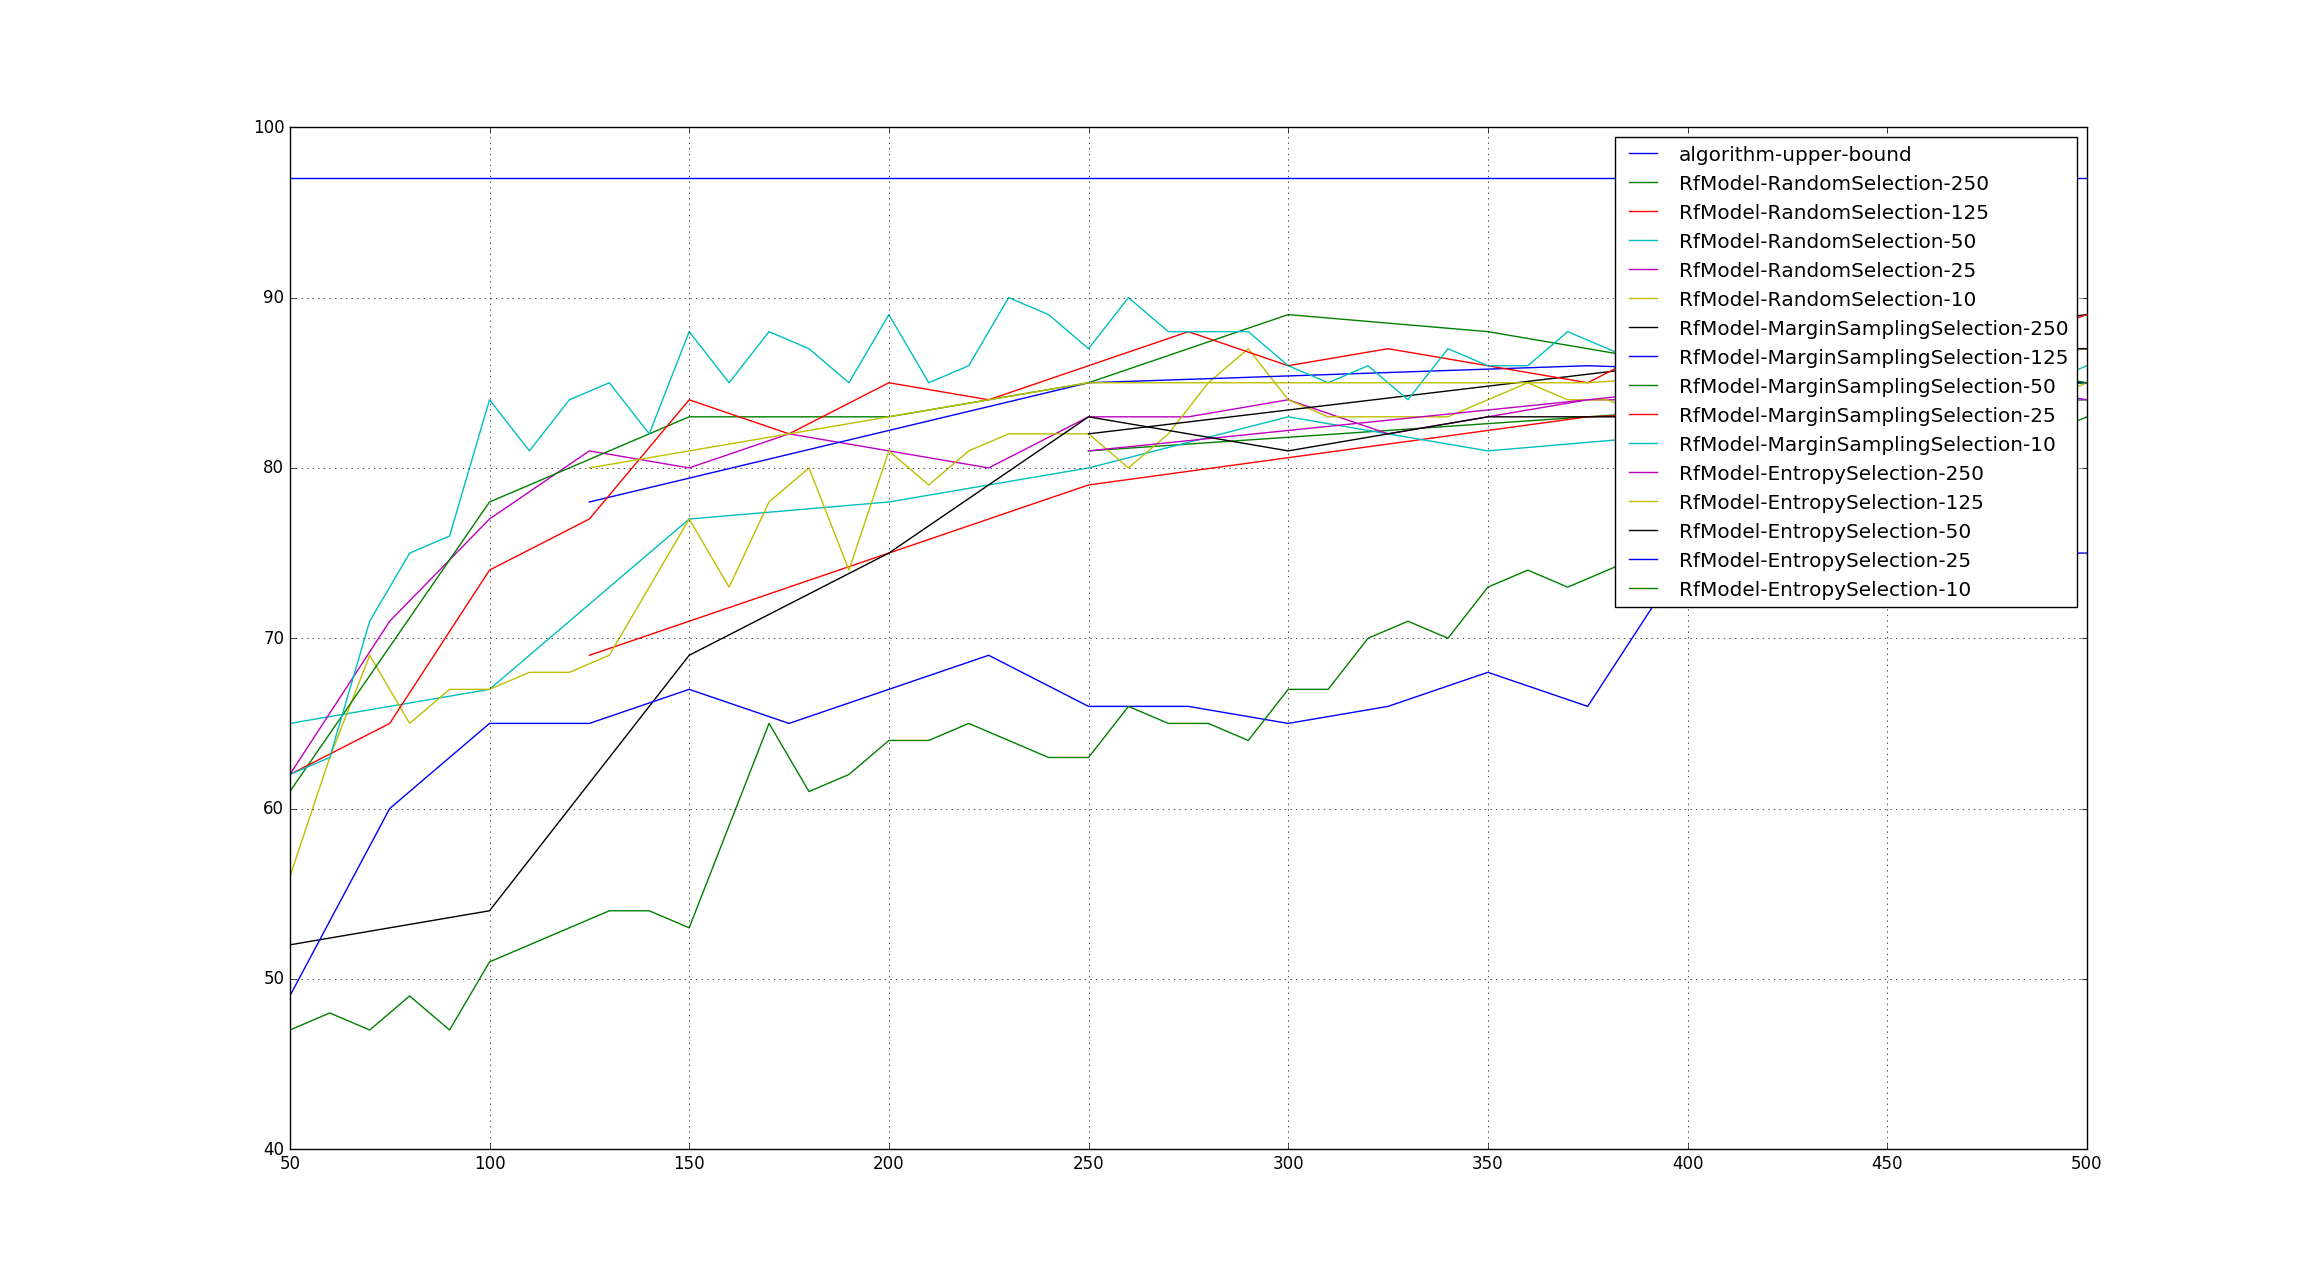 100
90
80
70
60
50
40
50 100 150 200 250 300 350 400 450 500
algorithm-upper-bound
RfModel-RandomSelection-250
RfModel-RandomSelection-125
RfModel-RandomSelection-50
RfModel-RandomSelection-25
RfModel-RandomSelection-10
RfModel-MarginSamplingSelection-250
RfModel-MarginSamplingSelection-125
RfModel-MarginSamplingSelection-50
RfModel-MarginSamplingSelection-25
RfModel-MarginSamplingSelection-10
RfModel-EntropySelection-250
RfModel-EntropySelection-125
RfModel-EntropySelection-50
RfModel-EntropySelection-25
RfModel-EntropySelection-10